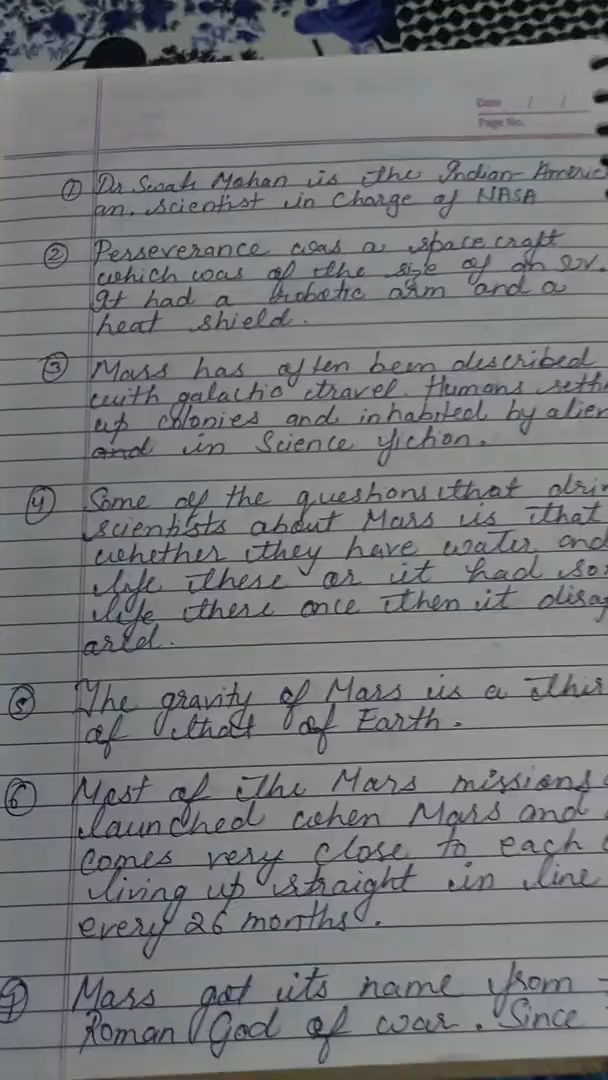 Date / /
Page No.
① Dr Swati Mohan is the Indian-Americ
an, scientist in charge of NASA
② Perseverance was a spacecraft
which was of the size of an SUV.
It had a robotic arm and a
heat shield.
③ Mars has often been described
with galactic travel. Humans
up colonies and inhabited by alien
and in Science fiction.
④ Some of the questions that
scientists about Mars is that
whether they have water and
life there or it had so
life there once then it disap
ared.
⑤ The gravity of Mars is a thir
of that of Earth.
⑥ Most of the Mars missions
launched when Mars and
comes very close to each
living up straight in line
every 26 months.
Mars got its name from
Roman God of war. Since